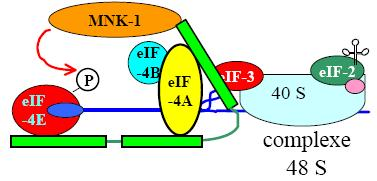 MNK-1
eIF
-4B
P
eIF
-4A
eIF-3
eIF-2
eIF
-4E
40 S
complexe
48 S